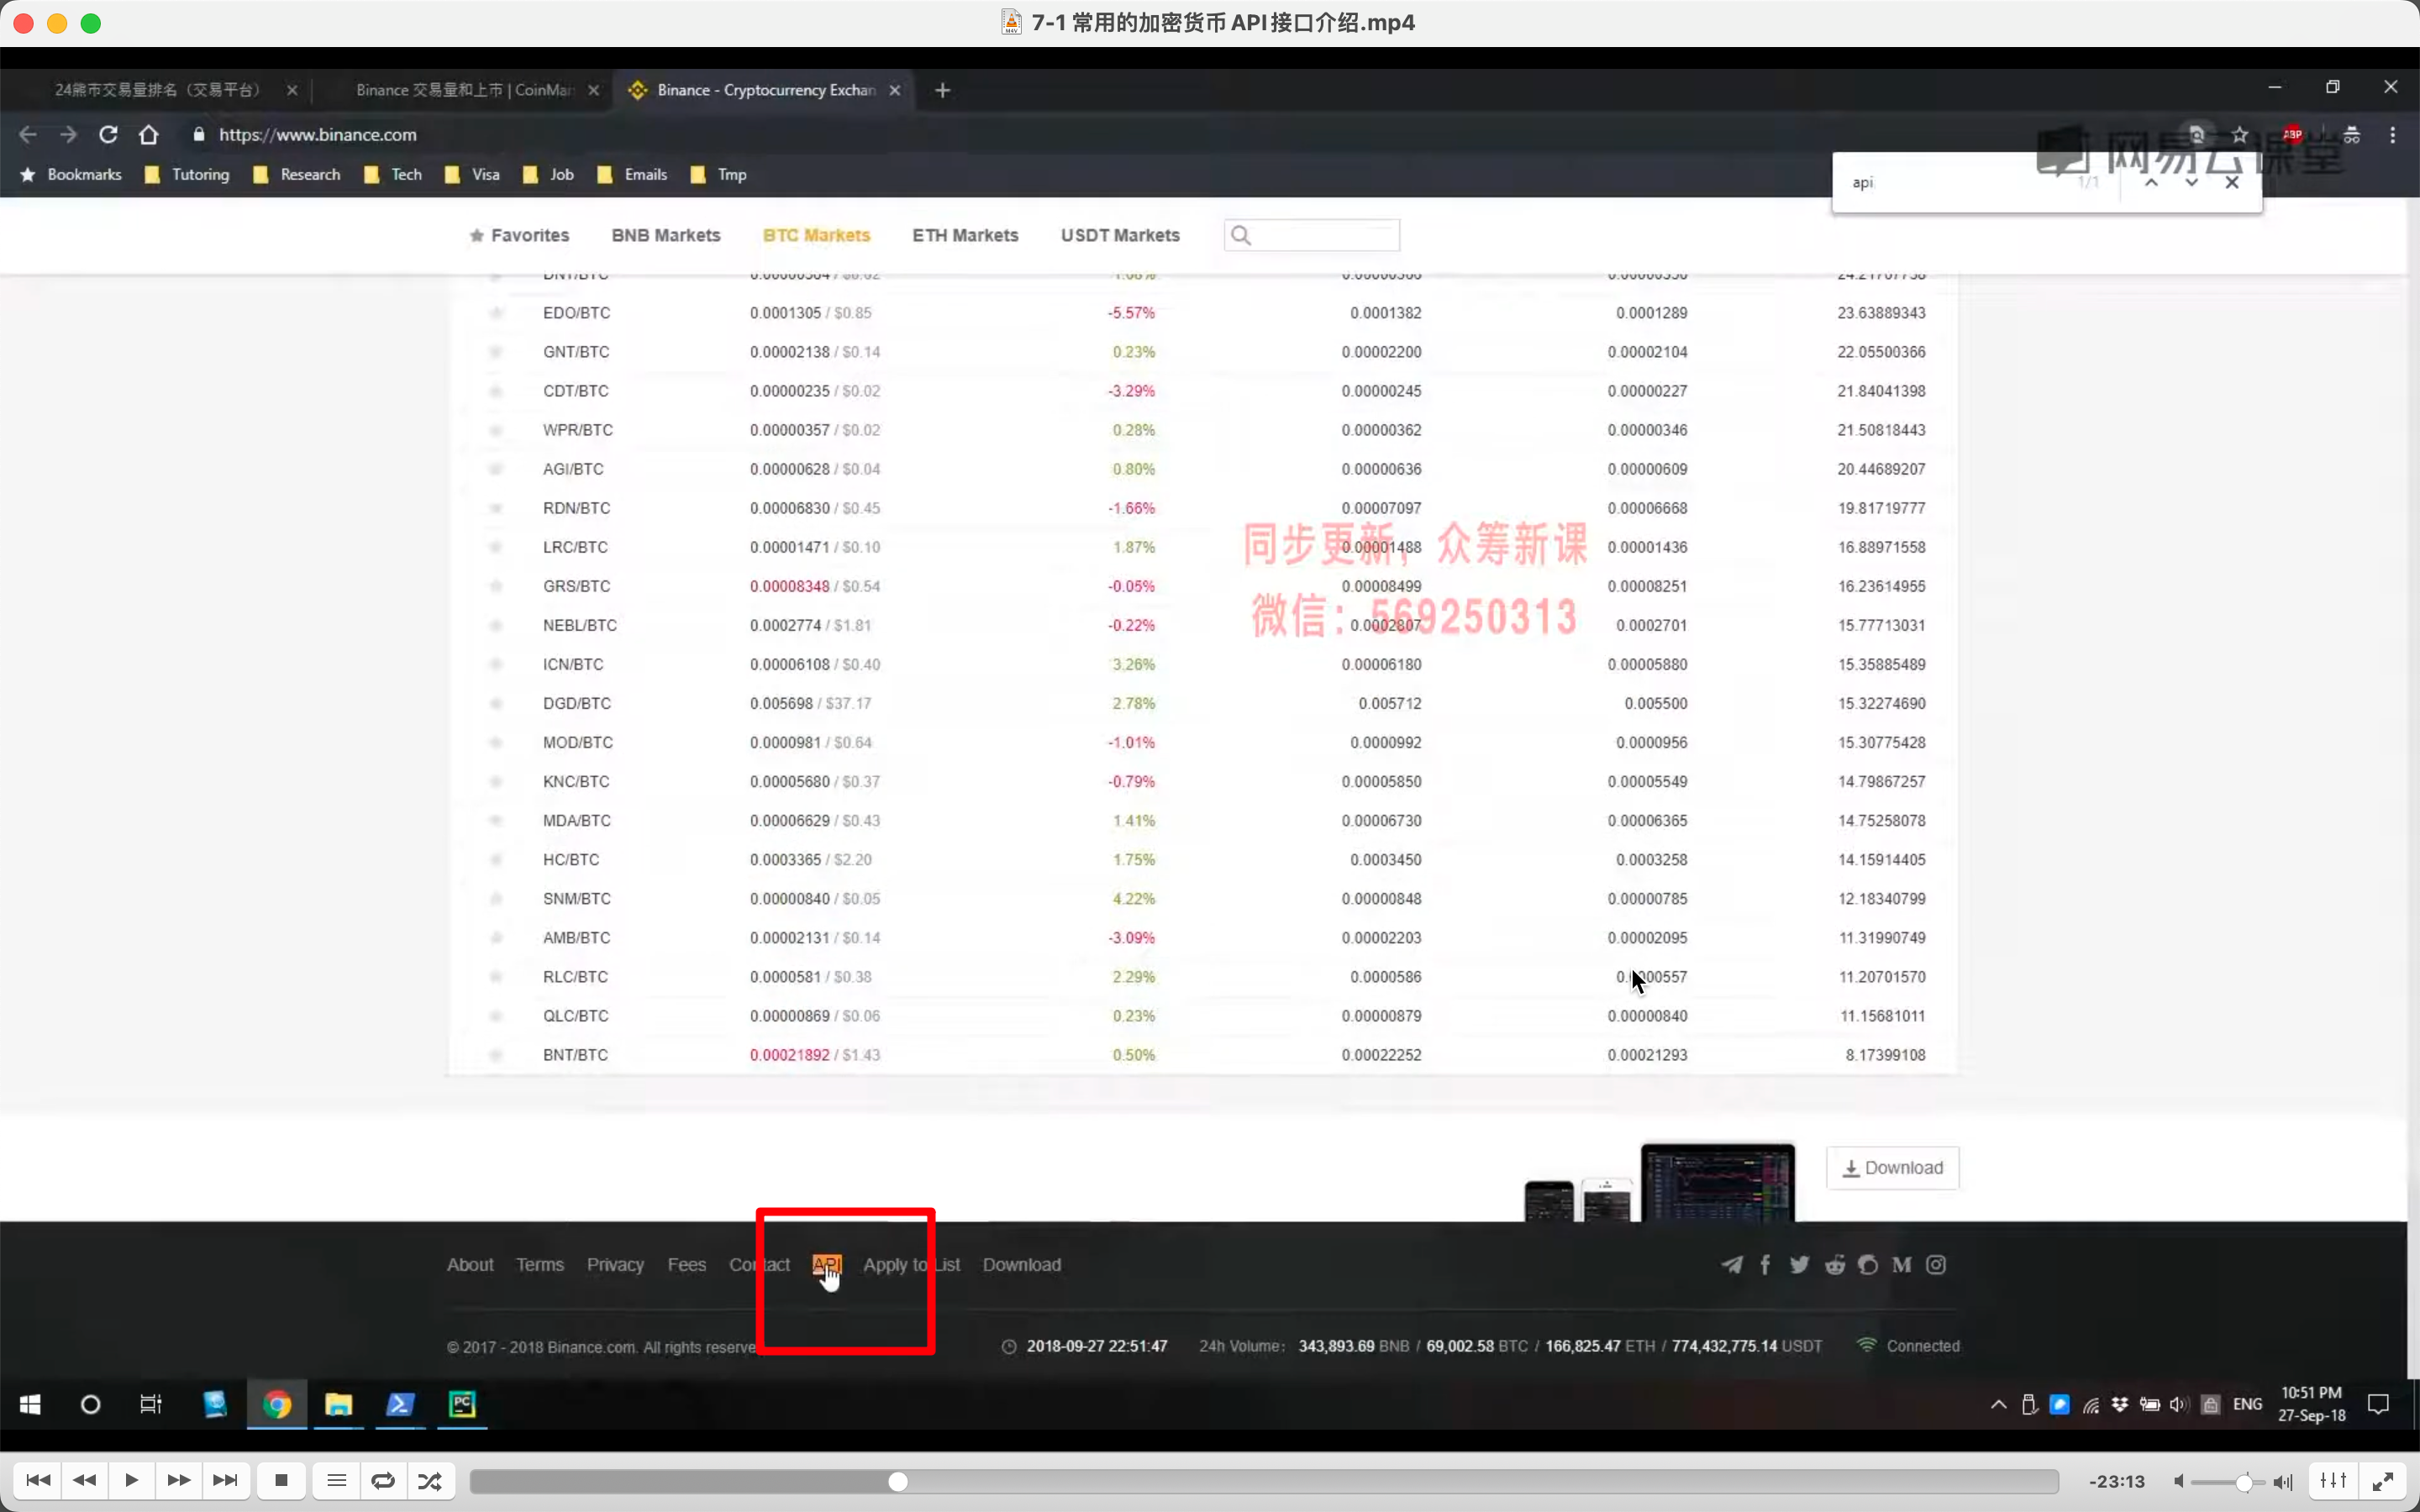 7-1 常用的加密货币 API 接口介绍.mp4
24熊市交易量排名（交易平台）
Binance 交易量和上市 | CoinMar
Binance - Cryptocurrency Exchan
https://www.binance.com
ABP
网易云课堂
Bookmarks Tutoring Research Tech Visa Job Emails Tmp
api 1/1
Favorites BNB Markets BTC Markets ETH Markets USDT Markets
EDO/BTC 0.0001305 / $0.85 -5.57% 0.0001382 0.0001289 23.63889343
GNT/BTC 0.00002138 / $0.14 0.23% 0.00002200 0.00002104 22.05500366
CDT/BTC 0.00000235 / $0.02 -3.29% 0.00000245 0.00000227 21.84041398
WPR/BTC 0.00000357 / $0.02 0.28% 0.00000362 0.00000346 21.50818443
AGI/BTC 0.00000628 / $0.04 0.80% 0.00000636 0.00000609 20.44689207
RDN/BTC 0.00006830 / $0.45 -1.66% 0.00007097 0.00006668 19.81719777
LRC/BTC 0.00001471 / $0.10 1.87% 0.00001488 0.00001436 16.88971558
同步更新，众筹新课
GRS/BTC 0.00008348 / $0.54 -0.05% 0.00008499 0.00008251 16.23614955
微信：569250313
NEBL/BTC 0.0002774 / $1.81 -0.22% 0.0002807 0.0002701 15.77713031
ICN/BTC 0.00006108 / $0.40 3.26% 0.00006180 0.00005880 15.35885489
DGD/BTC 0.005698 / $37.17 2.78% 0.005712 0.005500 15.32274690
MOD/BTC 0.0000981 / $0.64 -1.01% 0.0000992 0.0000956 15.30775428
KNC/BTC 0.00005680 / $0.37 -0.79% 0.00005850 0.00005549 14.79867257
MDA/BTC 0.00006629 / $0.43 1.41% 0.00006730 0.00006365 14.75258078
HC/BTC 0.0003365 / $2.20 1.75% 0.0003450 0.0003258 14.15914405
SNM/BTC 0.00000840 / $0.05 4.22% 0.00000848 0.00000785 12.18340799
AMB/BTC 0.00002131 / $0.14 -3.09% 0.00002203 0.00002095 11.31990749
RLC/BTC 0.0000581 / $0.38 2.29% 0.0000586 0.0000557 11.20701570
QLC/BTC 0.00000869 / $0.06 0.23% 0.00000879 0.00000840 11.15681011
BNT/BTC 0.00021892 / $1.43 0.50% 0.00022252 0.00021293 8.17399108
Download
About Terms Privacy Fees Contact API Apply to List Download
© 2017 - 2018 Binance.com. All rights reserve 2018-09-27 22:51:47 24h Volume: 343,893.69 BNB / 69,002.58 BTC / 166,825.47 ETH / 774,432,775.14 USDT Connected
ENG
10:51 PM
27-Sep-18
-23:13